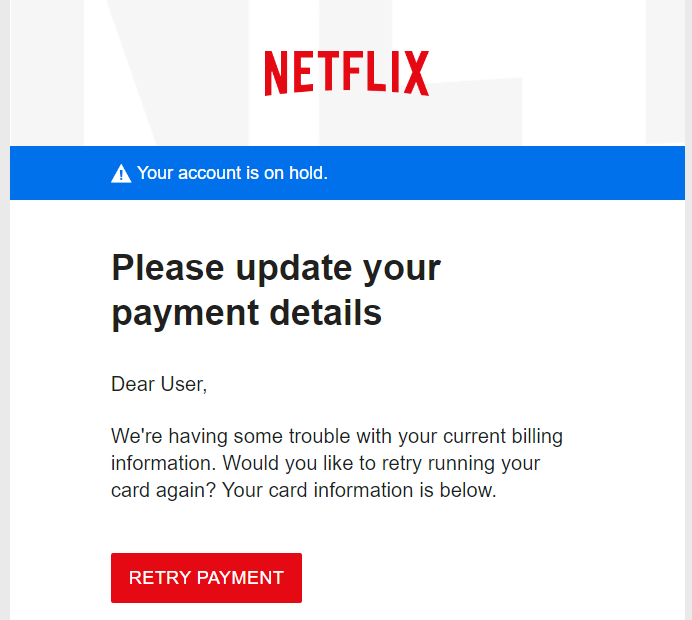 NETFLIX
Your account is on hold.
Please update your
payment details
Dear User,
We're having some trouble with your current billing
information. Would you like to retry running your
card again? Your card information is below.
RETRY PAYMENT